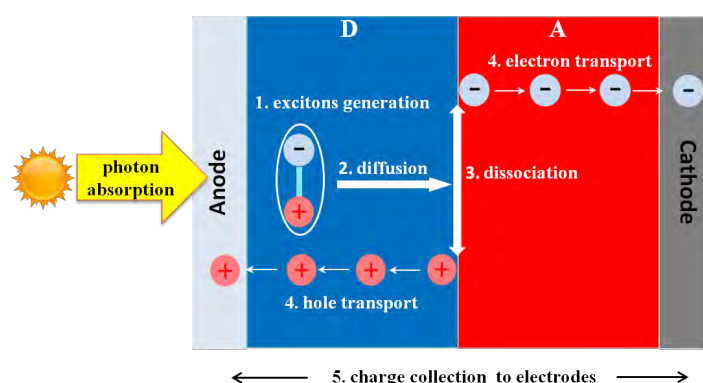 D
A
4. electron transport
1. excitons generation
photon
absorption
Anode
2. diffusion
3. dissociation
Cathode
4. hole transport
5. charge collection to electrodes